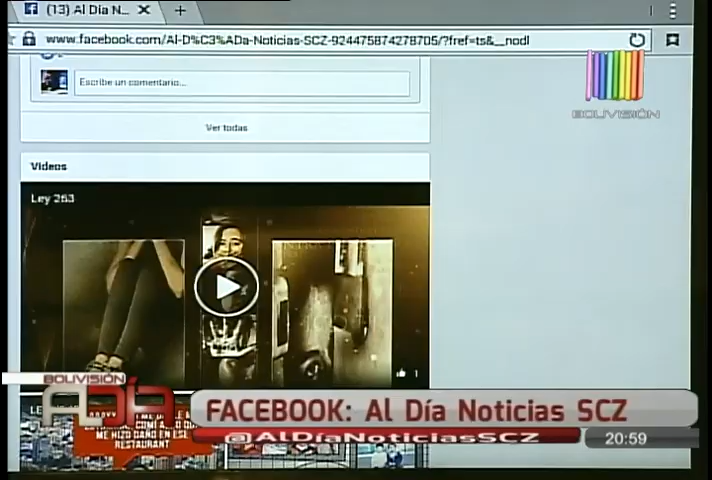 (13) Al Día N...
www.facebook.com/Al-D%C3%ADa-Noticias-SCZ-924475874278705/?fref=ts&__nodl
BOLIVISIÓN
Escribe un comentario...
Ver todas
Videos
Ley 263
1
BOLIVISIÓN
ADía
FACEBOOK: Al Día Noticias SCZ
@AlDíaNoticiasSCZ
20:59
ME HIZO DAÑO EN ESE
RESTAURANT